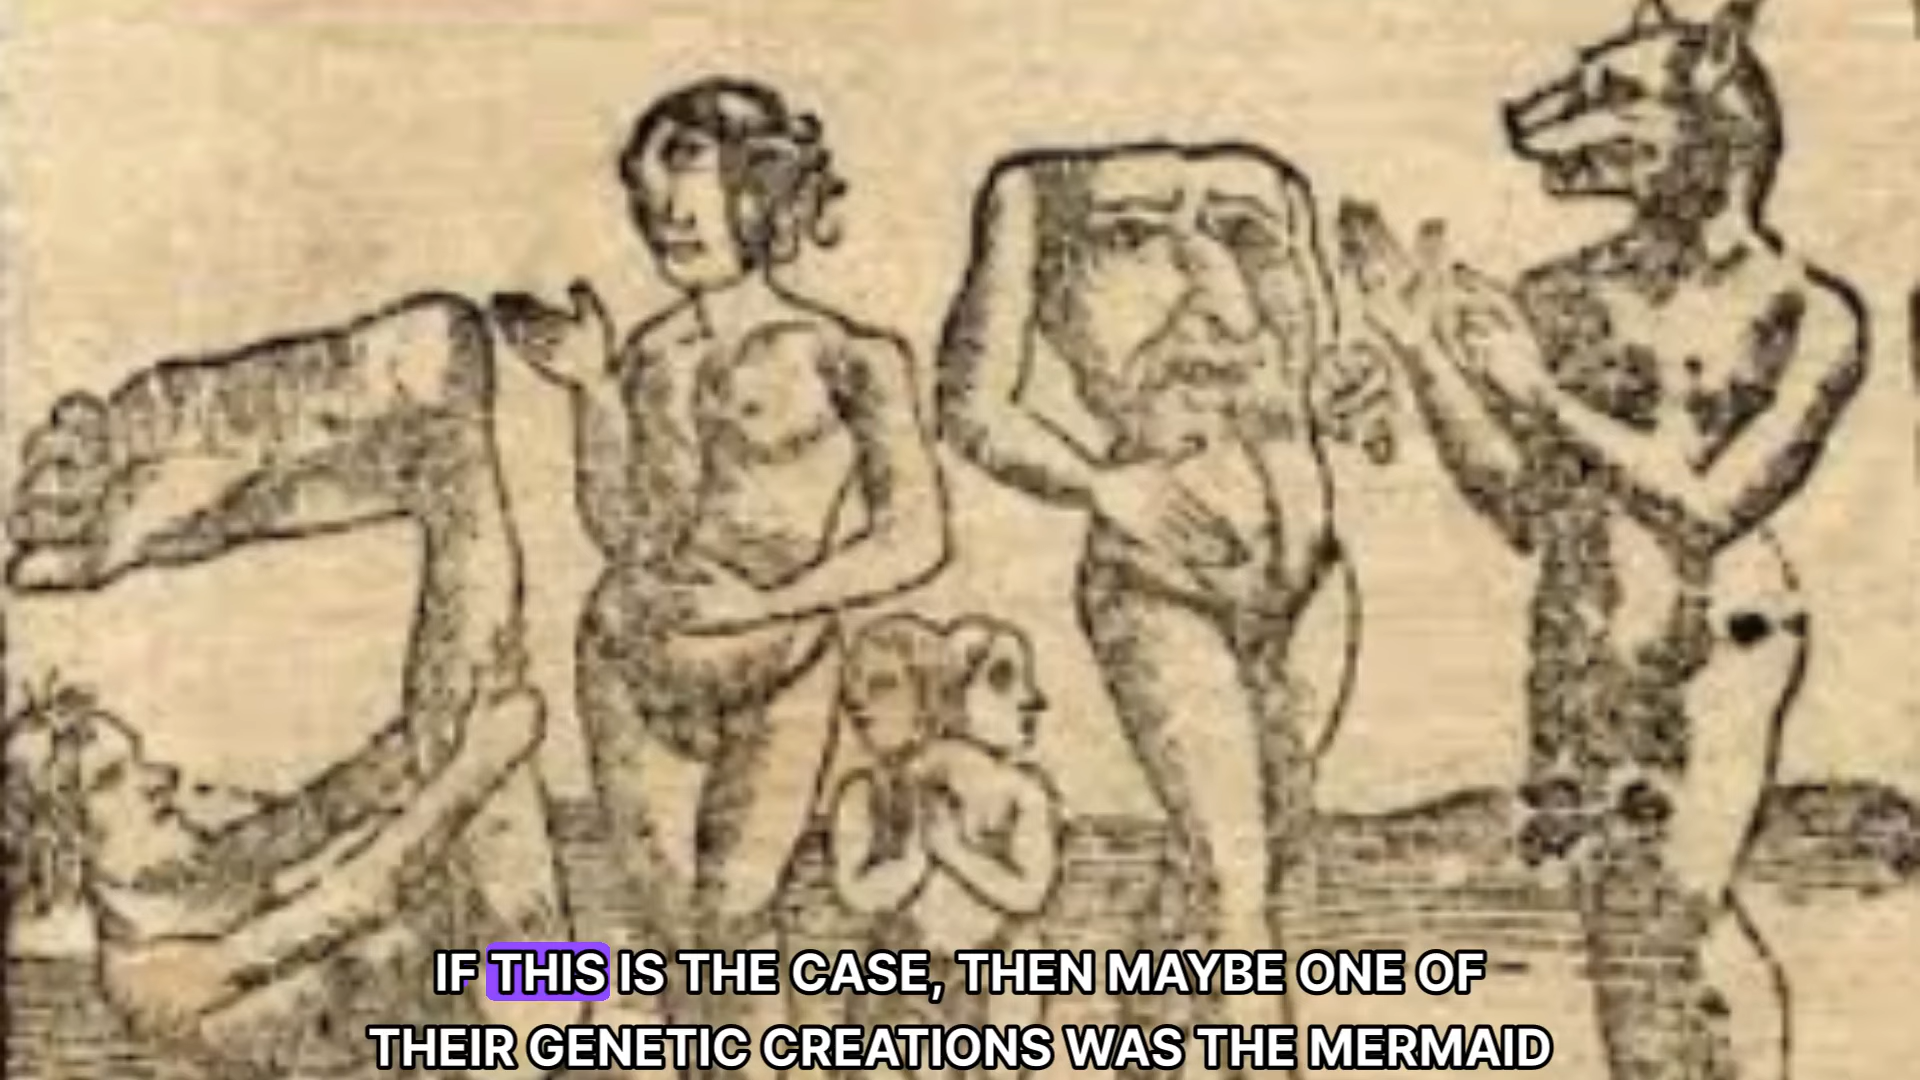 IF THIS IS THE CASE, THEN MAYBE ONE OF
THEIR GENETIC CREATIONS WAS THE MERMAID